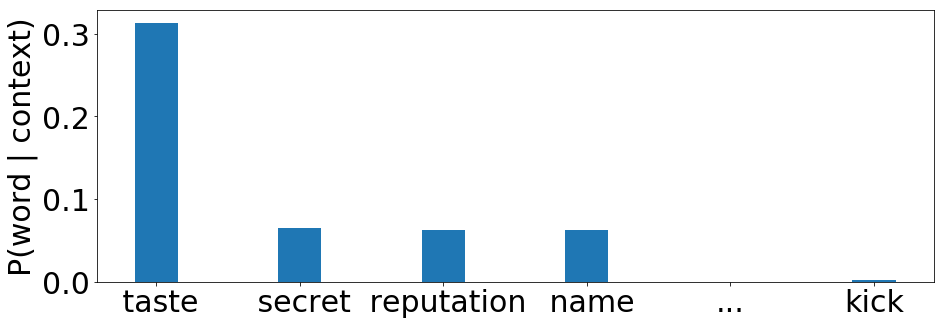 P(word | context)
0.3
0.2
0.1
0.0
taste secret reputation name ... kick